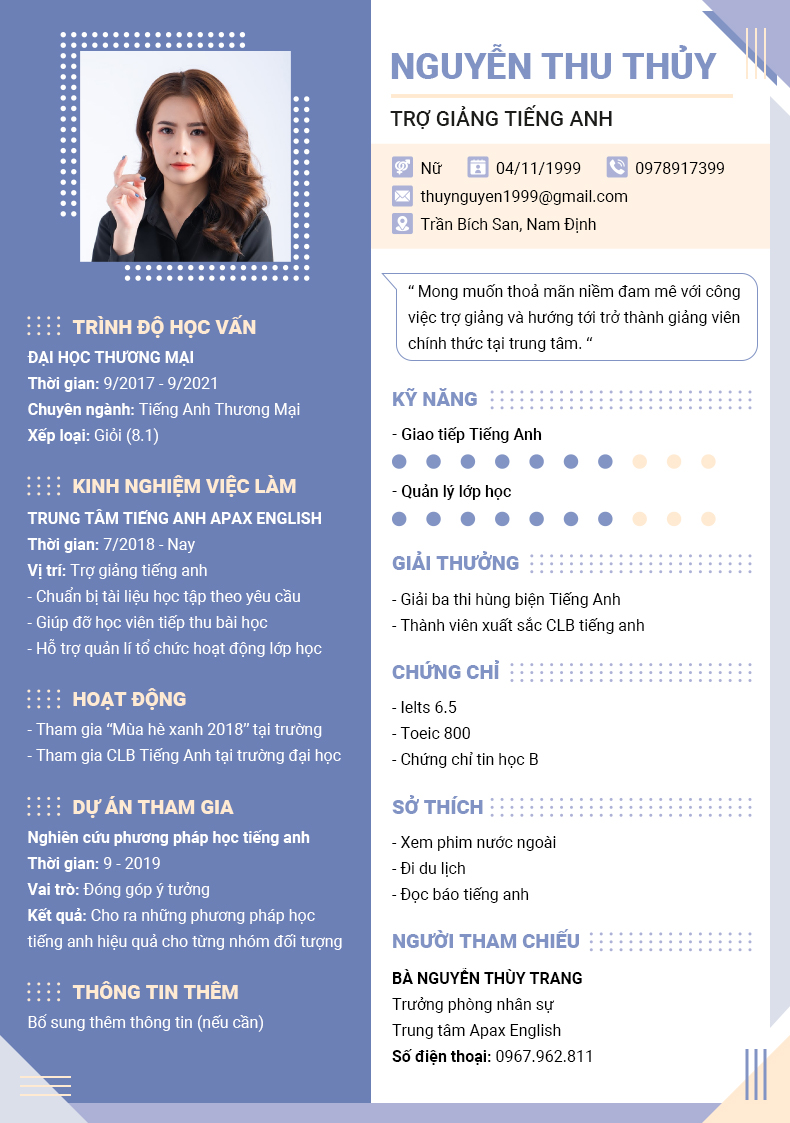 NGUYỄN THU THỦY
TRỢ GIẢNG TIẾNG ANH
Nữ 04/11/1999 0978917399
thuynguyen1999@gmail.com
Trần Bích San, Nam Định
“ Mong muốn thoả mãn niềm đam mê với công
việc trợ giảng và hướng tới trở thành giảng viên
chính thức tại trung tâm. “
TRÌNH ĐỘ HỌC VẤN
ĐẠI HỌC THƯƠNG MẠI
Thời gian: 9/2017 - 9/2021
Chuyên ngành: Tiếng Anh Thương Mại
Xếp loại: Giỏi (8.1)
KINH NGHIỆM VIỆC LÀM
TRUNG TÂM TIẾNG ANH APAX ENGLISH
Thời gian: 7/2018 - Nay
Vị trí: Trợ giảng tiếng anh
- Chuẩn bị tài liệu học tập theo yêu cầu
- Giúp đỡ học viên tiếp thu bài học
- Hỗ trợ quản lí tổ chức hoạt động lớp học
HOẠT ĐỘNG
- Tham gia “Mùa hè xanh 2018” tại trường
- Tham gia CLB Tiếng Anh tại trường đại học
DỰ ÁN THAM GIA
Nghiên cứu phương pháp học tiếng anh
Thời gian: 9 - 2019
Vai trò: Đóng góp ý tưởng
Kết quả: Cho ra những phương pháp học
tiếng anh hiệu quả cho từng nhóm đối tượng
THÔNG TIN THÊM
Bổ sung thêm thông tin (nếu cần)
KỸ NĂNG
- Giao tiếp Tiếng Anh
- Quản lý lớp học
GIẢI THƯỞNG
- Giải ba thi hùng biện Tiếng Anh
- Thành viên xuất sắc CLB tiếng anh
CHỨNG CHỈ
- Ielts 6.5
- Toeic 800
- Chứng chỉ tin học B
SỞ THÍCH
- Xem phim nước ngoài
- Đi du lịch
- Đọc báo tiếng anh
NGƯỜI THAM CHIẾU
BÀ NGUYỄN THÙY TRANG
Trưởng phòng nhân sự
Trung tâm Apax English
Số điện thoại: 0967.962.811